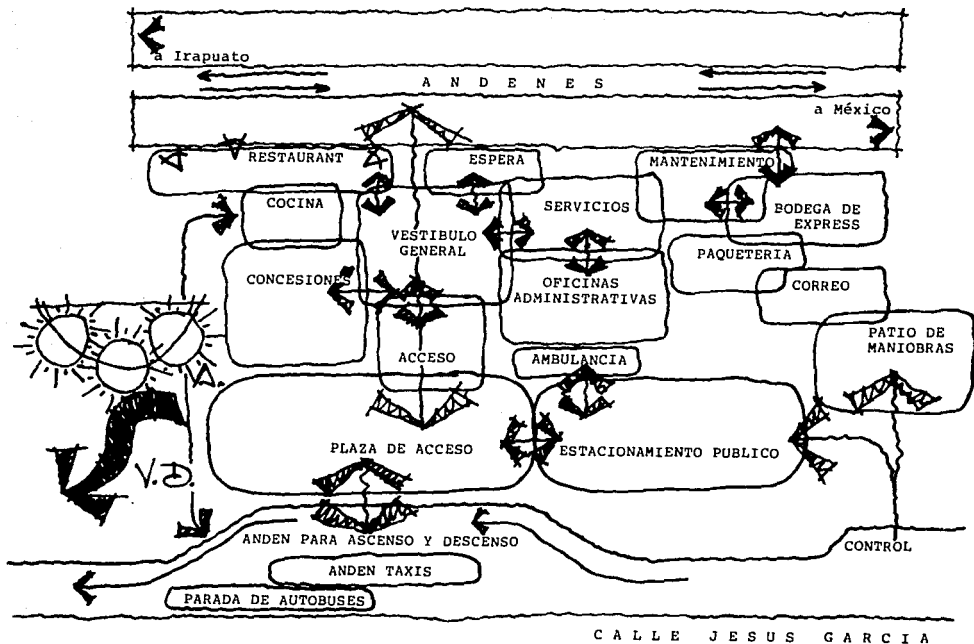 a Irapuato
A N D E N E S
a México
RESTAURANT
ESPERA
MANTENIMIENTO
COCINA
SERVICIOS
BODEGA DE
EXPRESS
VESTIBULO
GENERAL
PAQUETERIA
CONCESIONES
OFICINAS
ADMINISTRATIVAS
CORREO
PATIO DE
MANIOBRAS
ACCESO
AMBULANCIA
A.
PLAZA DE ACCESO
ESTACIONAMIENTO PUBLICO
V.D.
ANDEN PARA ASCENSO Y DESCENSO
CONTROL
ANDEN TAXIS
PARADA DE AUTOBUSES
C A L L E J E S U S G A R C I A